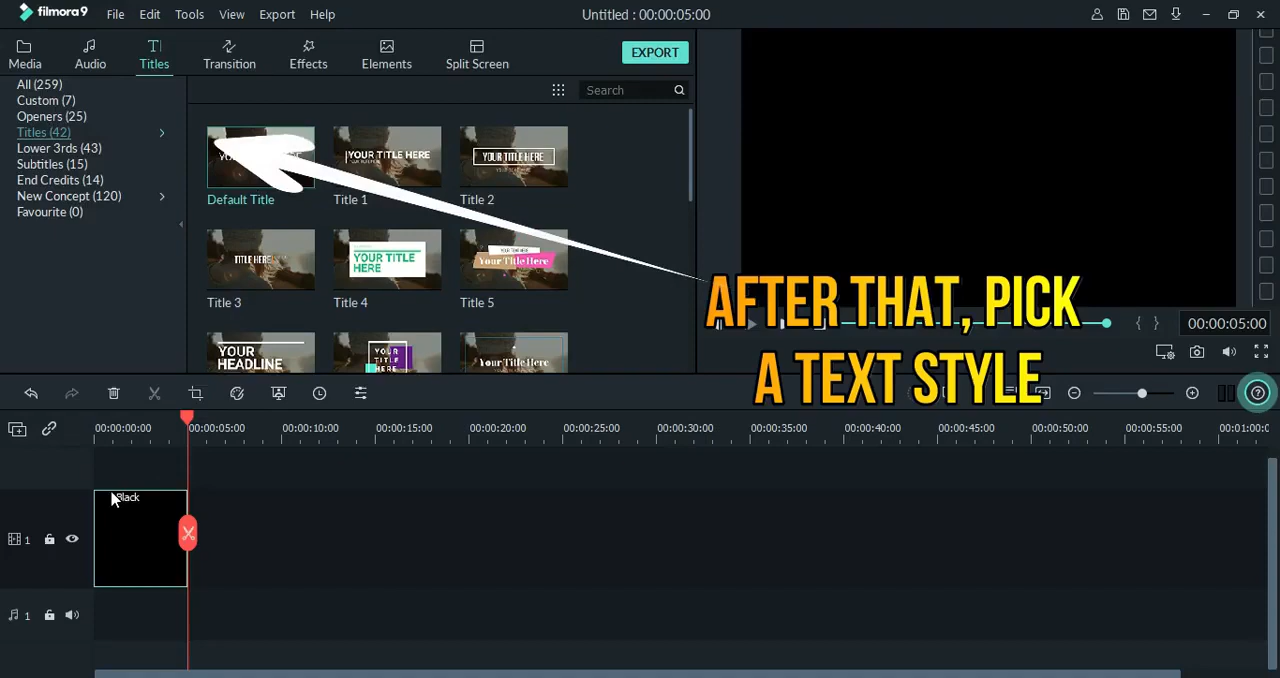 filmora9 File Edit Tools View Export Help Untitled : 00:00:05:00
Media Audio Titles Transition Effects Elements Split Screen EXPORT
All (259)
Custom (7)
Openers (25)
Titles (42)
Lower 3rds (43)
Subtitles (15)
End Credits (14)
New Concept (120)
Favourite (0)
Search
YOUR TITLE HERE
YOUR TITLE HERE
Default Title Title 1 Title 2
TITLE HERE
YOUR TITLE
HERE
Your Title Here
Title 3 Title 4 Title 5
YOUR
HEADLINE
YOUR
TITLE
HERE
Your Title Here
AFTER THAT, PICK
A TEXT STYLE
{ } 00:00:05:00
00:00:00:00 00:00:05:00 00:00:10:00 00:00:15:00 00:00:20:00 00:00:25:00 00:00:30:00 00:00:35:00 00:00:40:00 00:00:45:00 00:00:50:00 00:00:55:00 00:01:00:0
Black
1
1